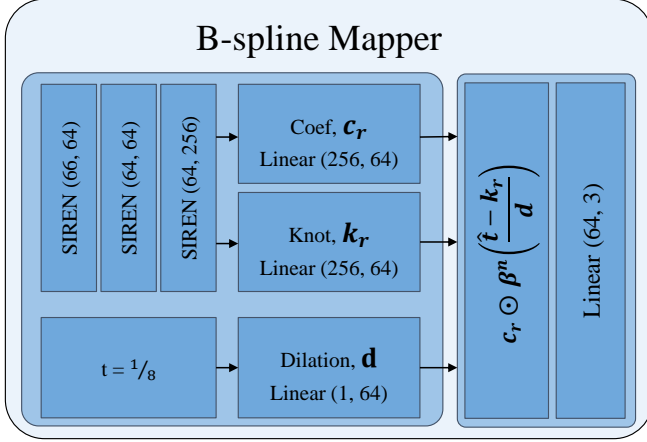 B-spline Mapper
SIREN (66, 64)
SIREN (64, 64)
SIREN (64, 256)
Coef, c_r
Linear (256, 64)
Knot, k_r
Linear (256, 64)
t = 1/8
Dilation, d
Linear (1, 64)
c_r ⊙ β^n((t̂ − k_r)/d)
Linear (64, 3)